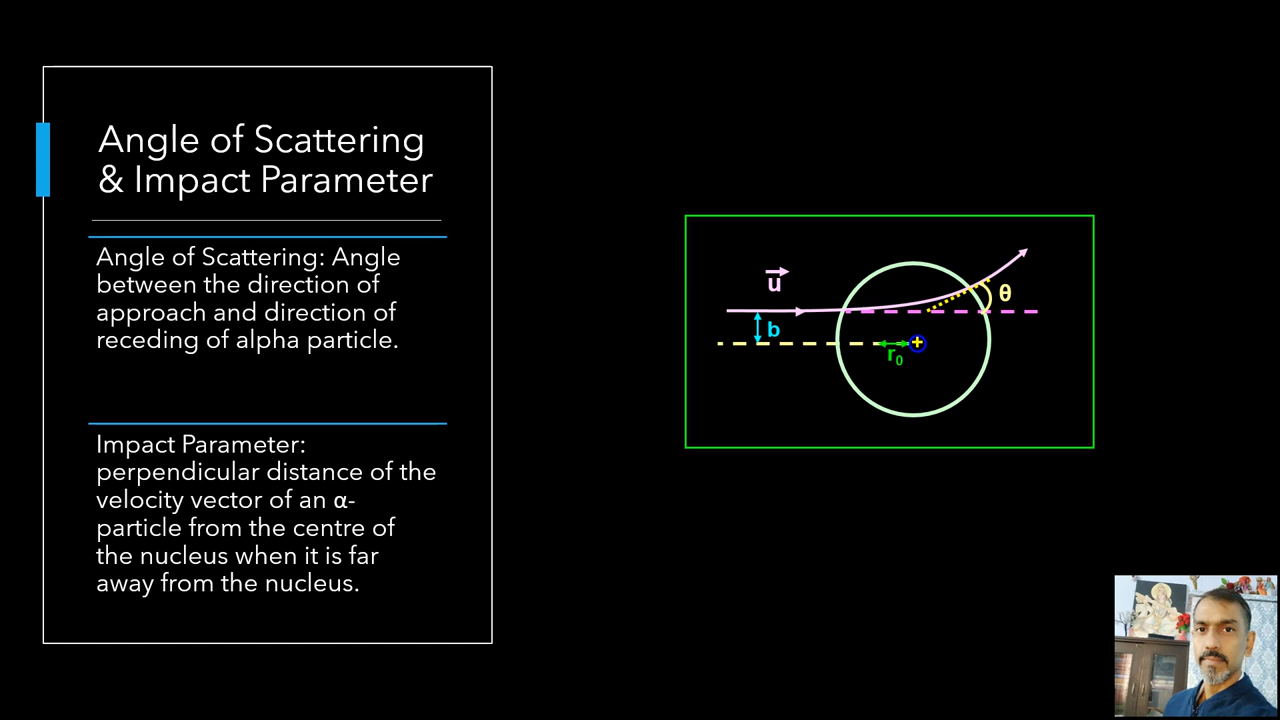 Angle of Scattering
& Impact Parameter
Angle of Scattering: Angle
between the direction of
approach and direction of
receding of alpha particle.
Impact Parameter:
perpendicular distance of the
velocity vector of an α-
particle from the centre of
the nucleus when it is far
away from the nucleus.
u
θ
b
+
r₀